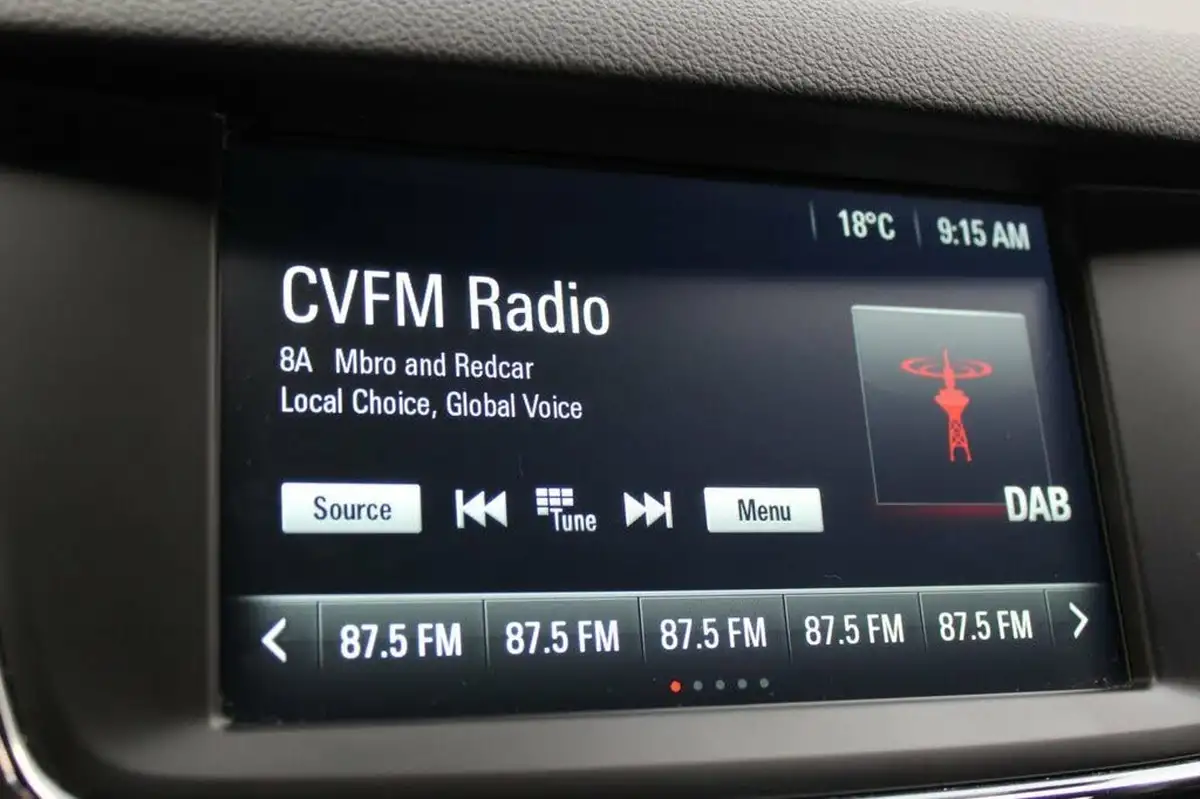 18°C 9:15 AM
CVFM Radio
8A Mbro and Redcar
Local Choice, Global Voice
DAB
Source Tune Menu
87.5 FM 87.5 FM 87.5 FM 87.5 FM 87.5 FM